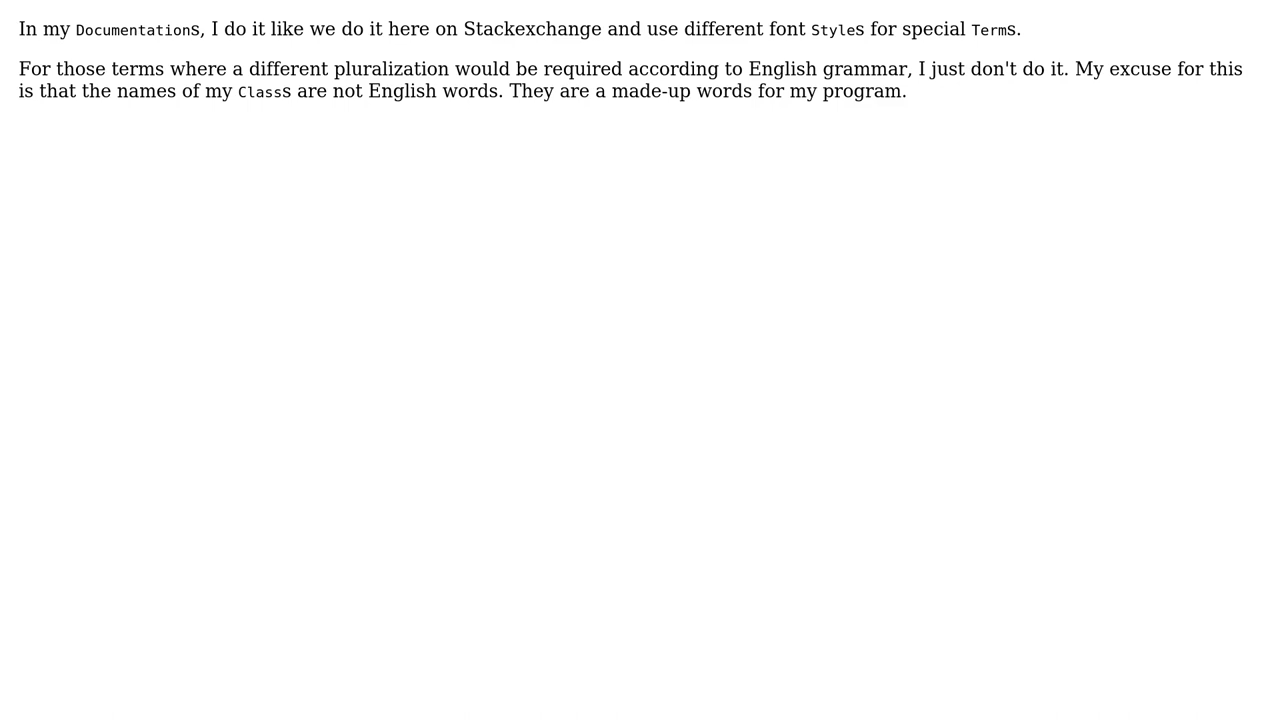 In my Documentations, I do it like we do it here on Stackexchange and use different font Styles for special Terms.
For those terms where a different pluralization would be required according to English grammar, I just don't do it. My excuse for this
is that the names of my Classs are not English words. They are a made-up words for my program.